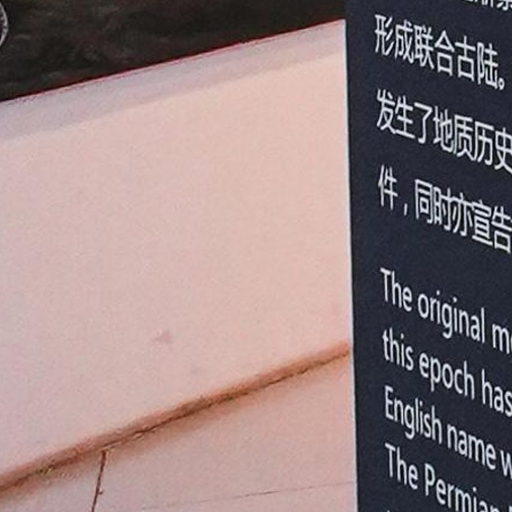 形成联合古陆。
发生了地质历史
件，同时亦宣告
The original
this epoch has
English name
The Permian